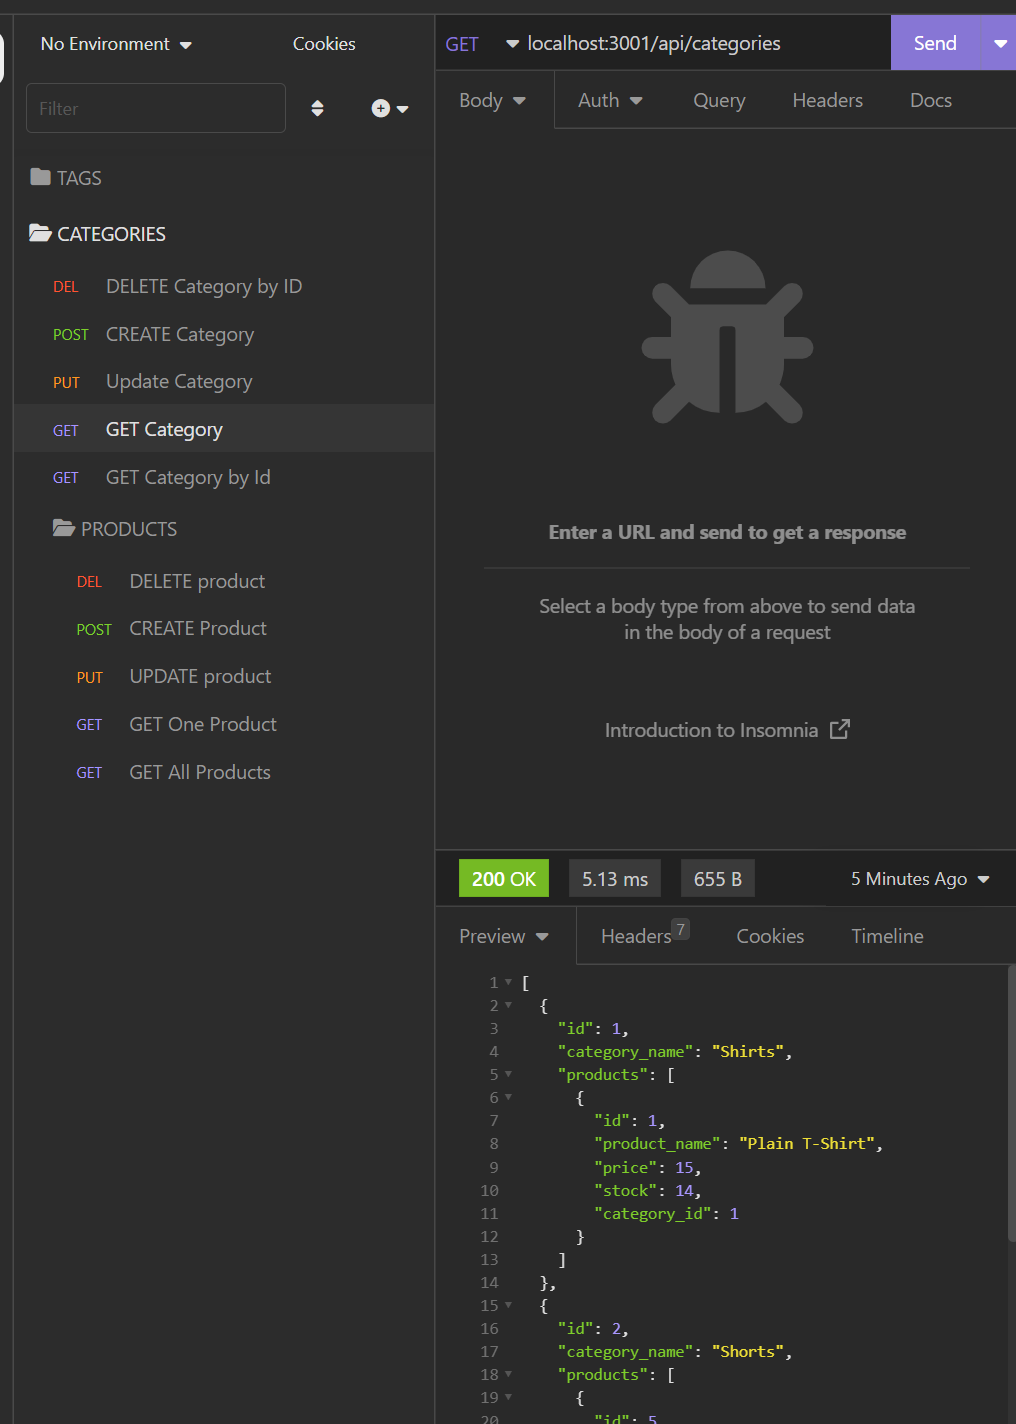 No Environment
Cookies
Filter
TAGS
CATEGORIES
DEL DELETE Category by ID
POST CREATE Category
PUT Update Category
GET GET Category
GET GET Category by Id
PRODUCTS
DEL DELETE product
POST CREATE Product
PUT UPDATE product
GET GET One Product
GET GET All Products
GET localhost:3001/api/categories Send
Body Auth Query Headers Docs
Enter a URL and send to get a response
Select a body type from above to send data
in the body of a request
Introduction to Insomnia
200 OK 5.13 ms 655 B 5 Minutes Ago
Preview Headers 7 Cookies Timeline
1 [
2 {
3 "id": 1,
4 "category_name": "Shirts",
5 "products": [
6 {
7 "id": 1,
8 "product_name": "Plain T-Shirt",
9 "price": 15,
10 "stock": 14,
11 "category_id": 1
12 }
13 ]
14 },
15 {
16 "id": 2,
17 "category_name": "Shorts",
18 "products": [
19 {
20 "id": 5